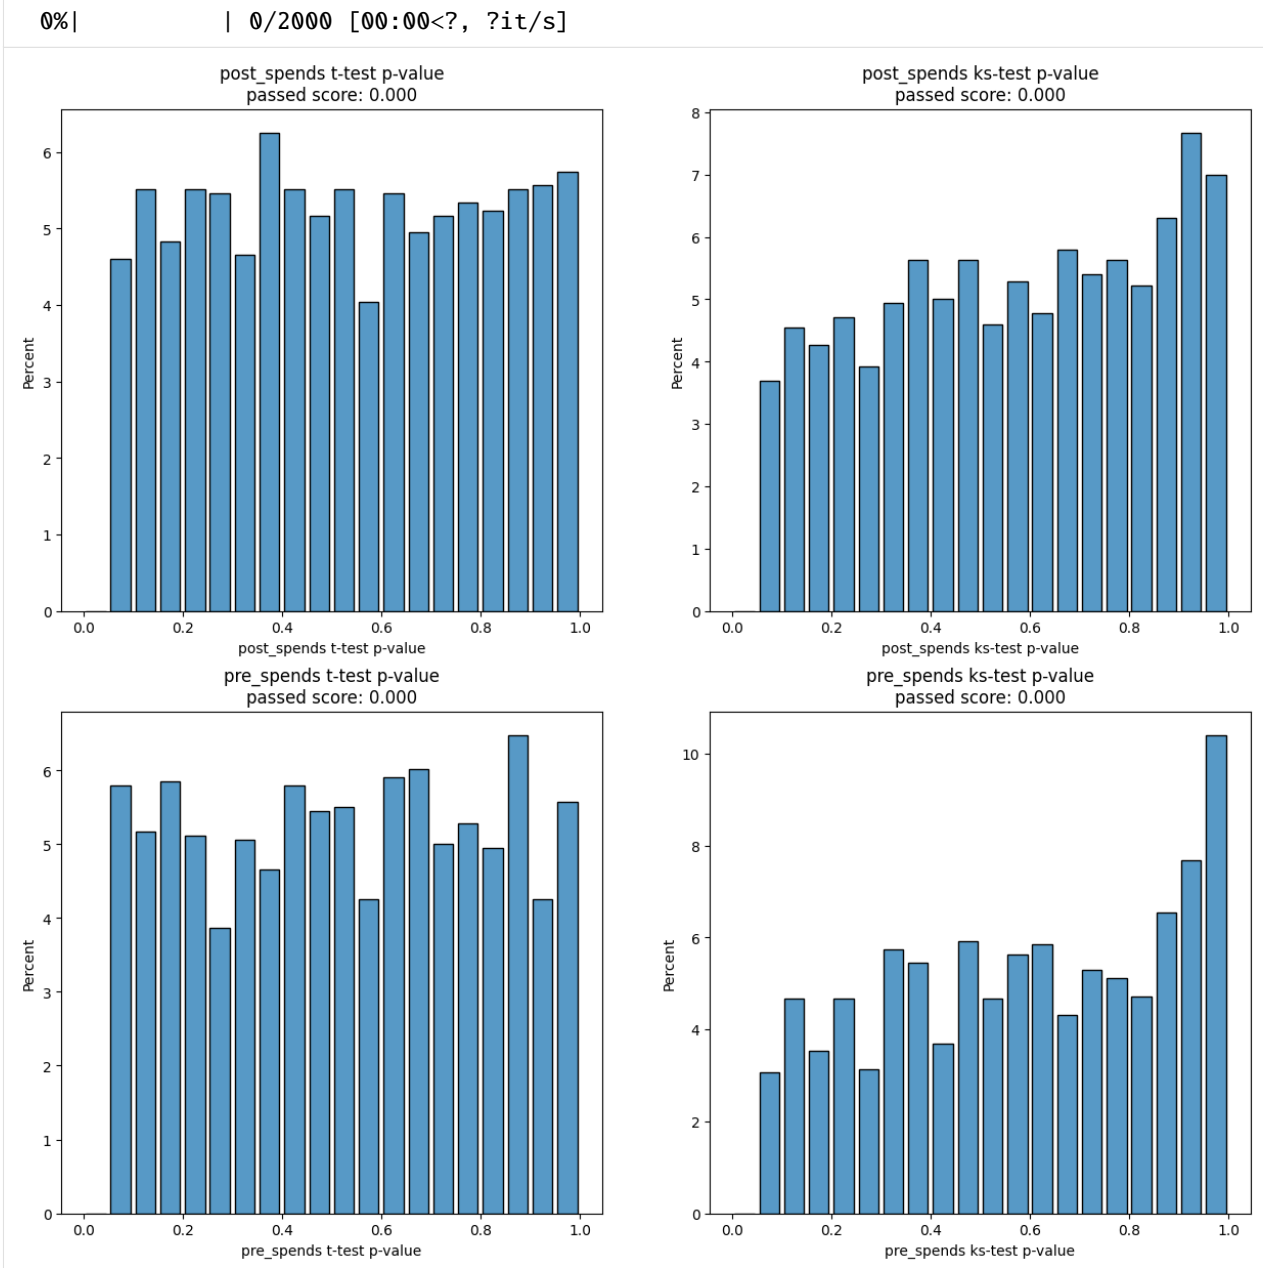 0%| | 0/2000 [00:00<?, ?it/s]
post_spends t-test p-value
passed score: 0.000
6
5
4
3
2
1
0
Percent
0.0 0.2 0.4 0.6 0.8 1.0
post_spends t-test p-value
post_spends ks-test p-value
passed score: 0.000
8
7
6
5
4
3
2
1
0
Percent
0.0 0.2 0.4 0.6 0.8 1.0
post_spends ks-test p-value
pre_spends t-test p-value
passed score: 0.000
6
5
4
3
2
1
0
Percent
0.0 0.2 0.4 0.6 0.8 1.0
pre_spends t-test p-value
pre_spends ks-test p-value
passed score: 0.000
10
8
6
4
2
0
Percent
0.0 0.2 0.4 0.6 0.8 1.0
pre_spends ks-test p-value